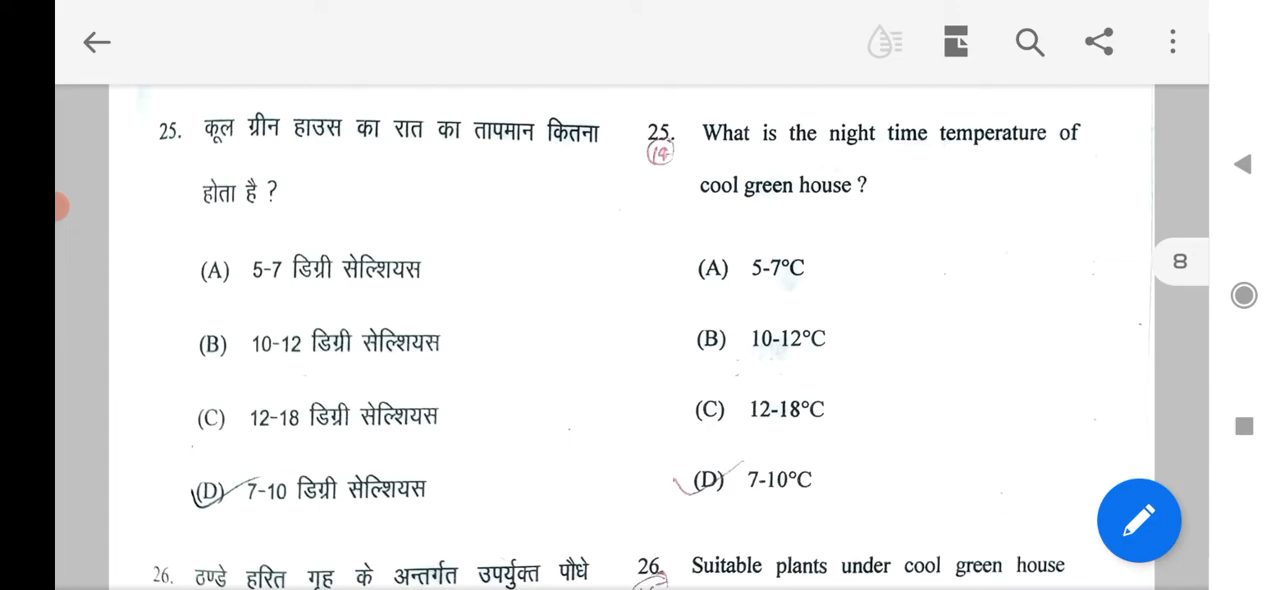 25. कूल ग्रीन हाउस का रात का तापमान कितना
होता है ?
(A) 5-7 डिग्री सेल्शियस
(B) 10-12 डिग्री सेल्शियस
(C) 12-18 डिग्री सेल्शियस
(D) 7-10 डिग्री सेल्शियस
26. ठण्डे हरित गृह के अन्तर्गत उपर्युक्त पौधे
25. What is the night time temperature of
19
cool green house ?
(A) 5-7°C
(B) 10-12°C
(C) 12-18°C
(D) 7-10°C
26. Suitable plants under cool green house
8